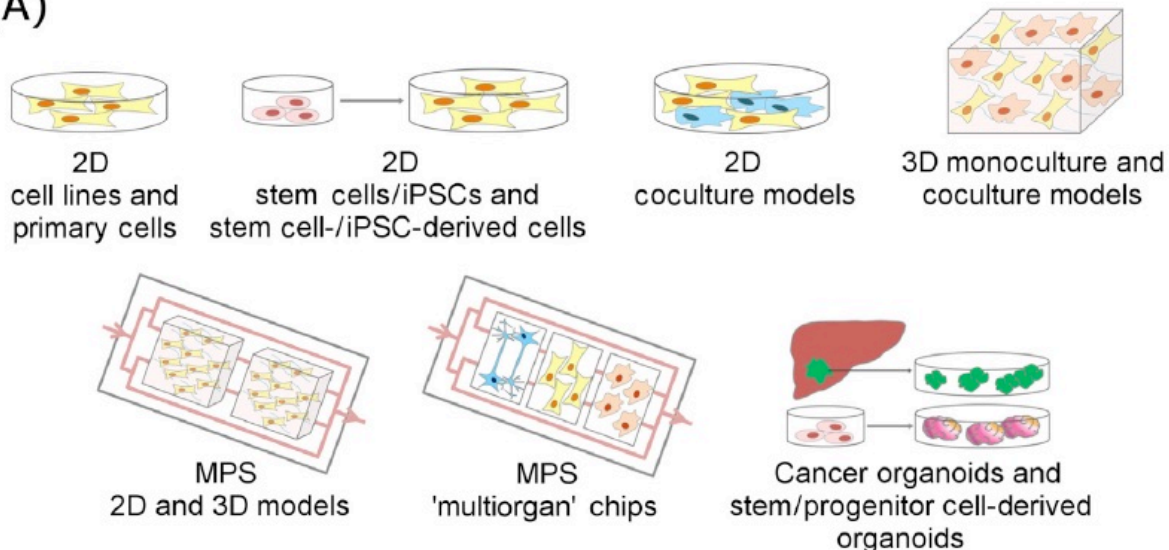 A)
2D
cell lines and
primary cells
2D
stem cells/iPSCs and
stem cell-/iPSC-derived cells
2D
coculture models
3D monoculture and
coculture models
MPS
2D and 3D models
MPS
'multiorgan' chips
Cancer organoids and
stem/progenitor cell-derived
organoids